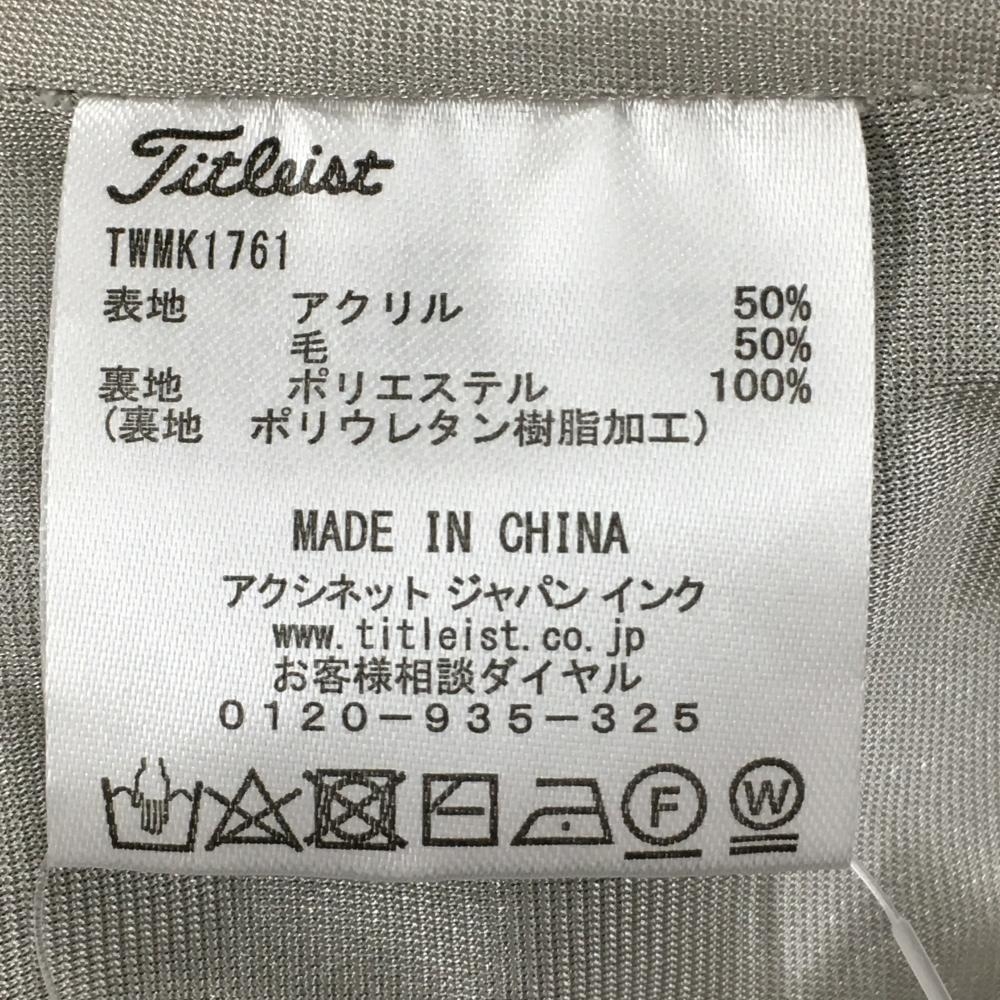 Titleist
TWMK1761
表地 アクリル 50%
毛 50%
裏地 ポリエステル 100%
(裏地 ポリウレタン樹脂加工)
MADE IN CHINA
アクシネット ジャパン インク
www.titleist.co.jp
お客様相談ダイヤル
0120-935-325
F W